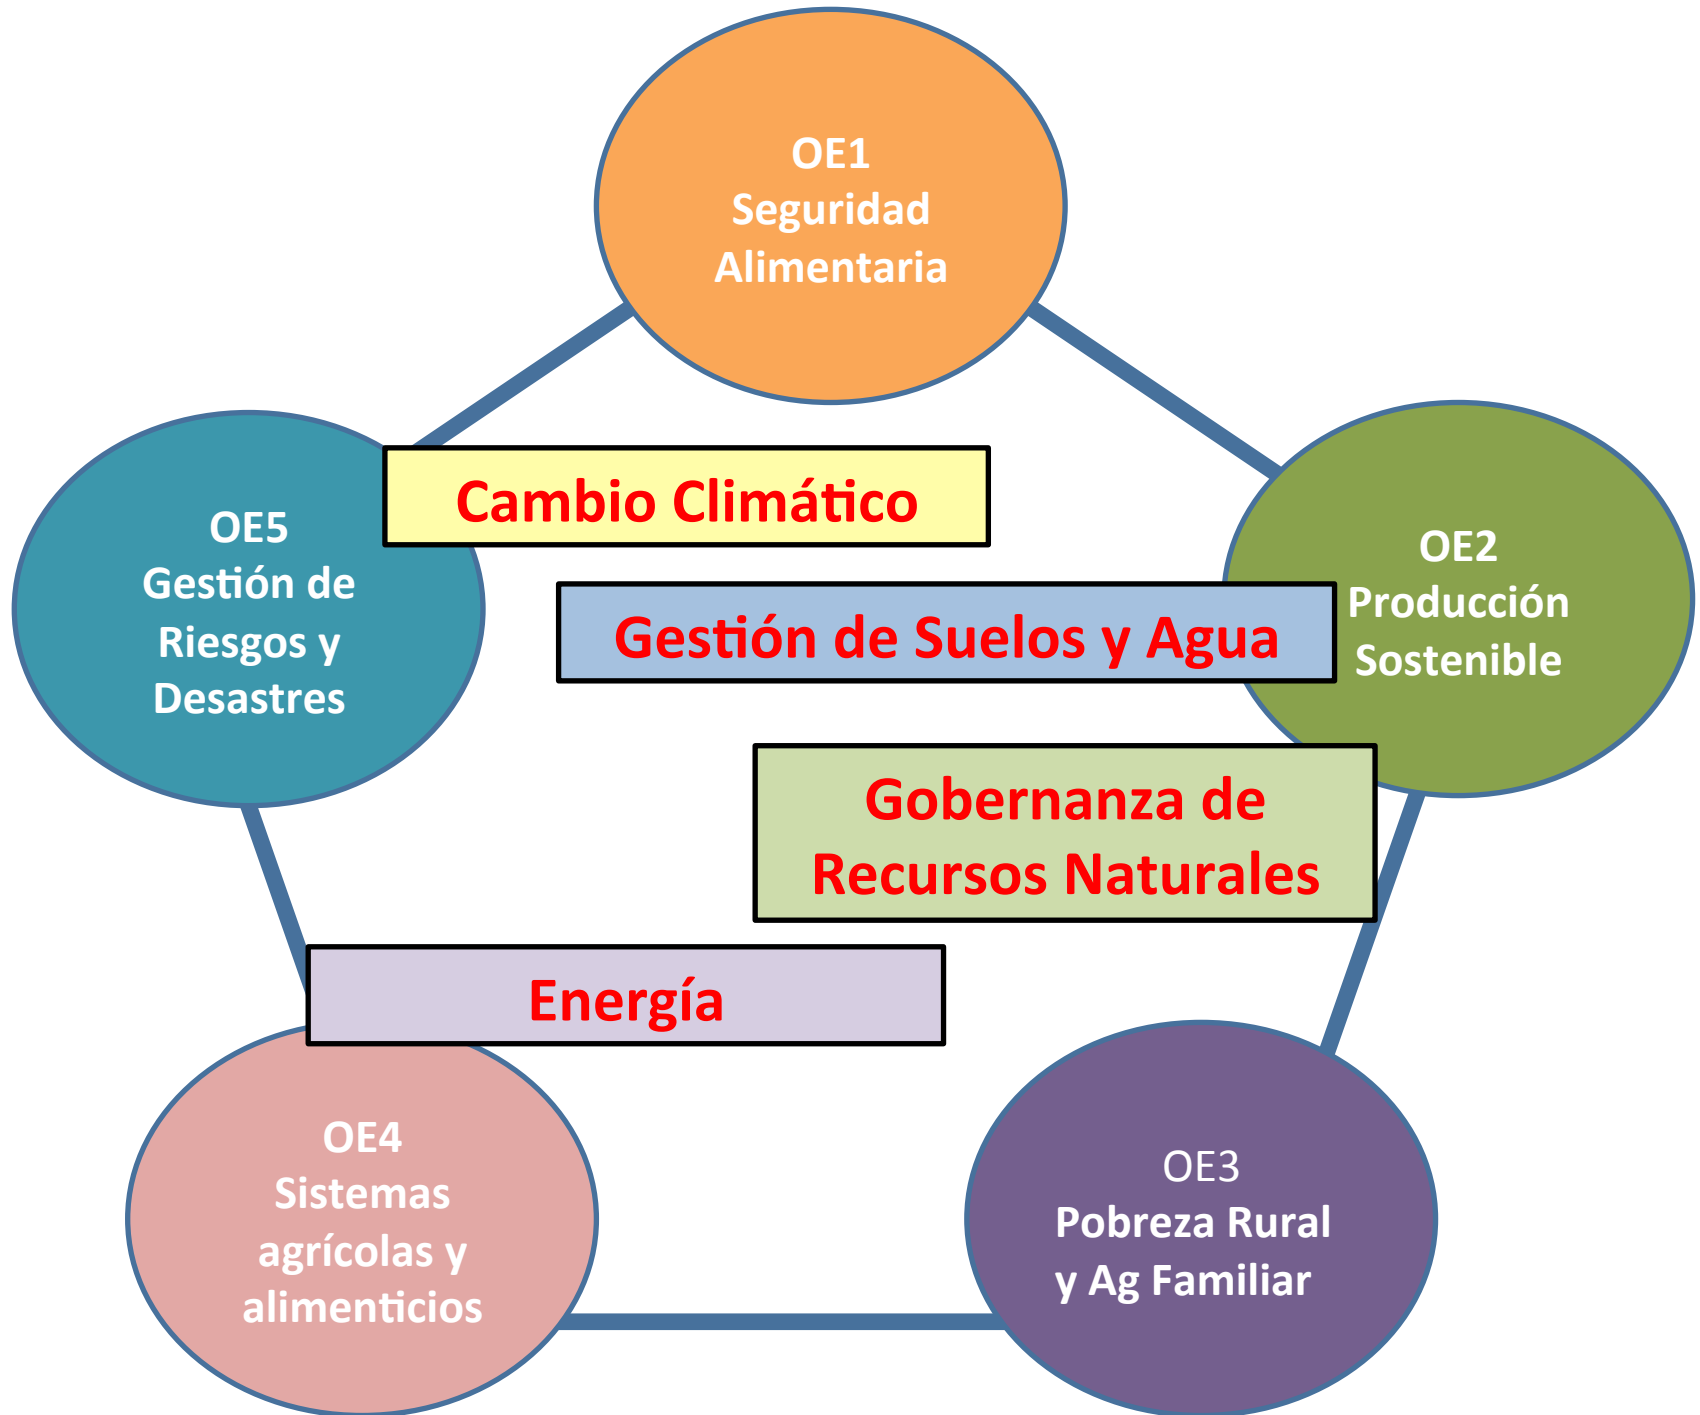 OE1
Seguridad
Alimentaria
Cambio Climático
OE5
Gestión de
Riesgos y
Desastres
Gestión de Suelos y Agua
OE2
Producción
Sostenible
Gobernanza de
Recursos Naturales
Energía
OE4
Sistemas
agrícolas y
alimenticios
OE3
Pobreza Rural
y Ag Familiar